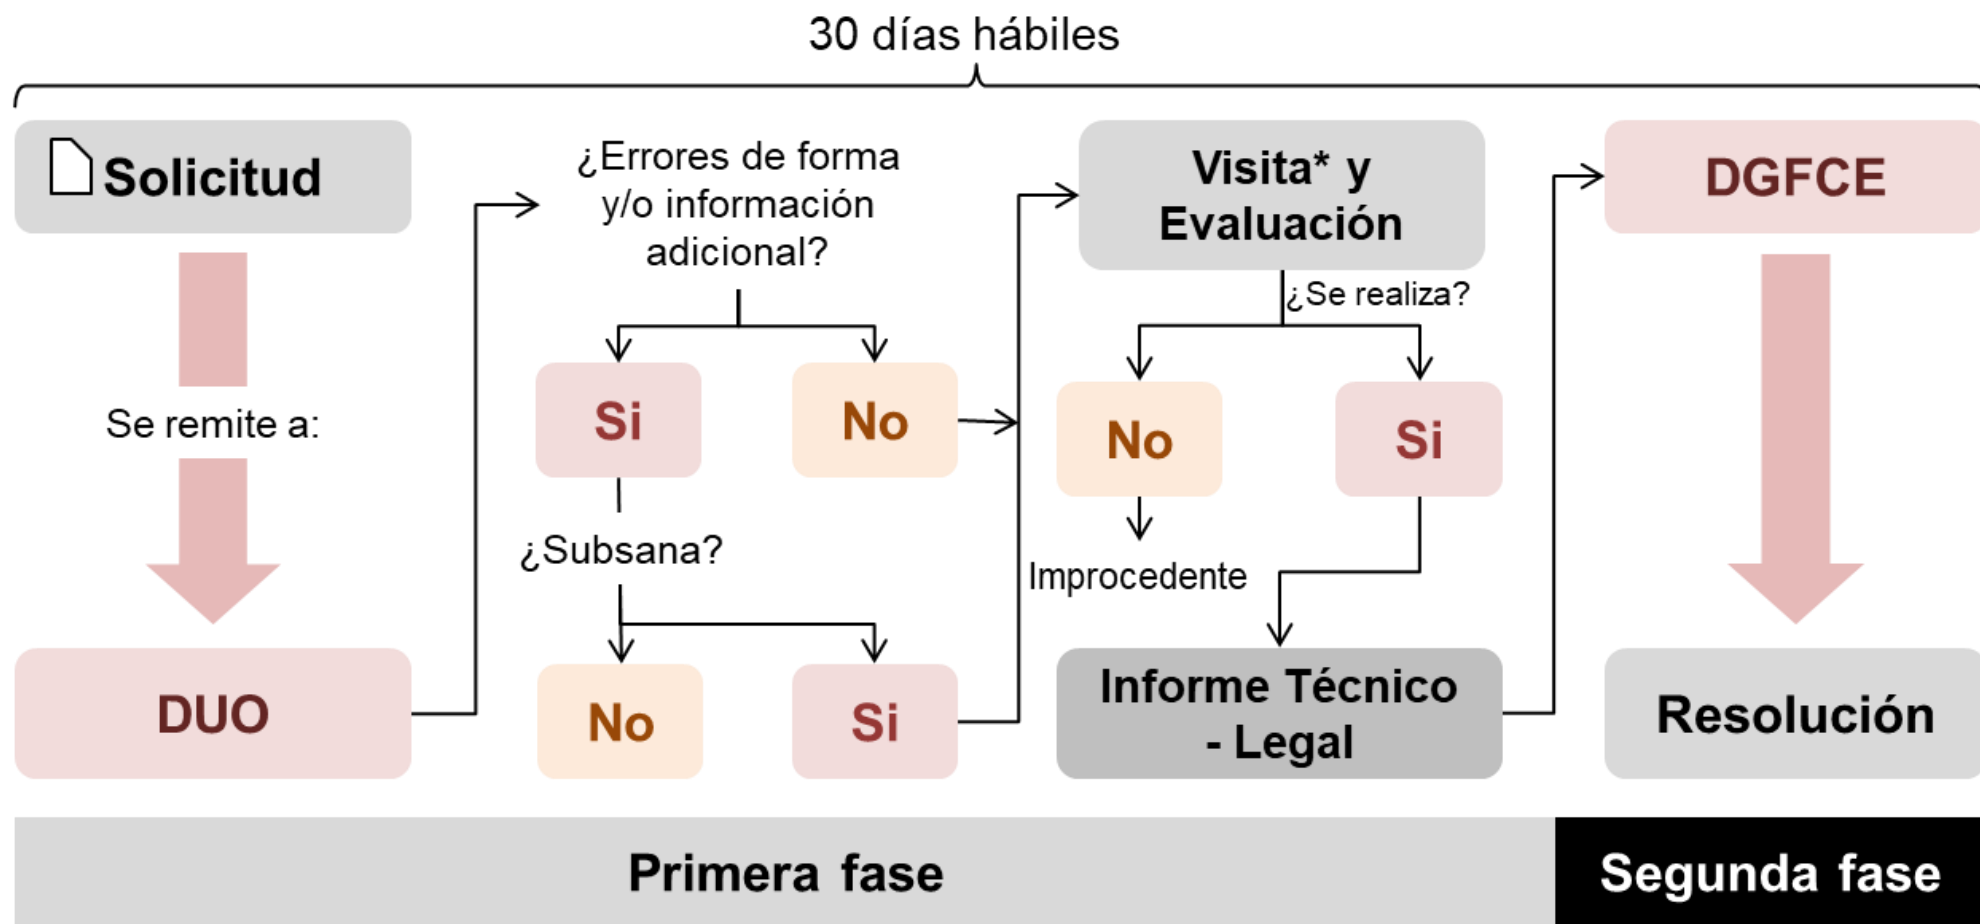 30 días hábiles
Solicitud
Se remite a:
DUO
¿Errores de forma
y/o información
adicional?
Si
No
¿Subsana?
No
Si
Visita* y
Evaluación
¿Se realiza?
No
Si
Improcedente
Informe Técnico
- Legal
DGFCE
Resolución
Primera fase
Segunda fase